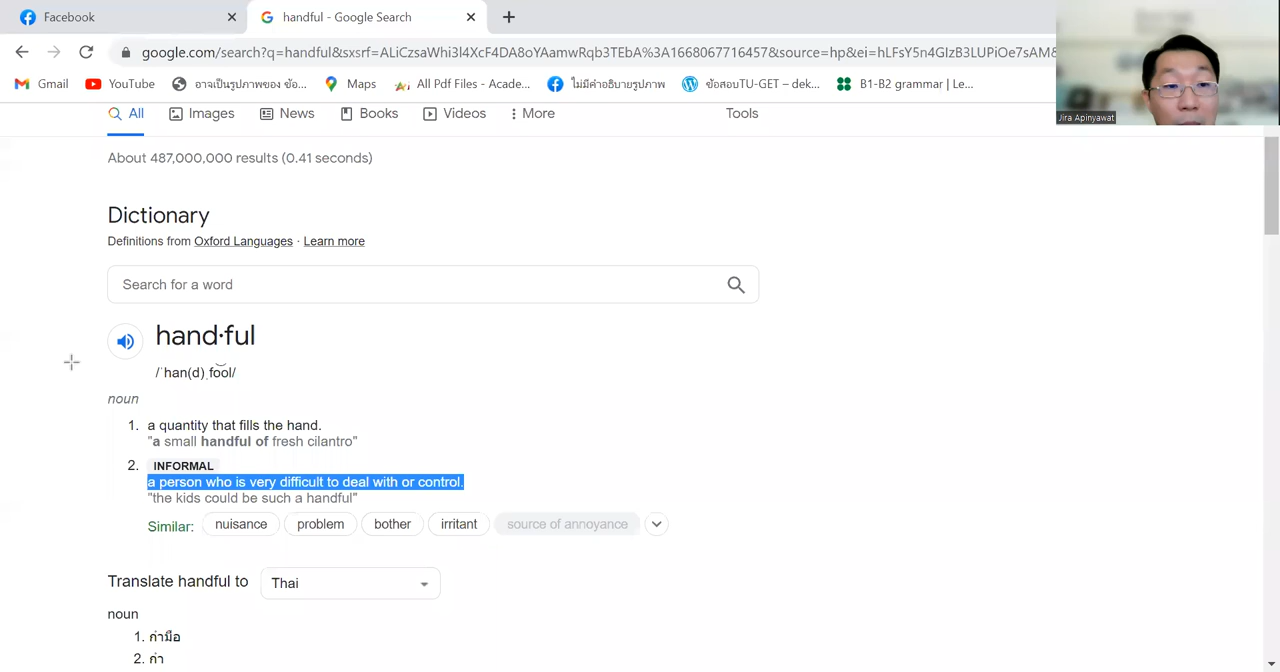 Facebook
handful - Google Search
google.com/search?q=handful&sxsrf=ALiCzsaWhi3l4XcF4DA8oYAamwRqb3TEbA%3A1668067716457&source=hp&ei=hLFsY5n4GIzB3LUPiOe7sAM&
Gmail
YouTube
อาจเป็นรูปภาพของ ข้อ...
Maps
All Pdf Files - Acade...
ไม่มีคำอธิบายรูปภาพ
ข้อสอบTU-GET – dek...
B1-B2 grammar | Le...
Jira Apinyawat
All
Images
News
Books
Videos
More
Tools
About 487,000,000 results (0.41 seconds)
Dictionary
Definitions from Oxford Languages · Learn more
Search for a word
hand·ful
/ˈhan(d)ˌfo͝ol/
noun
1. a quantity that fills the hand.
"a small handful of fresh cilantro"
2. INFORMAL
a person who is very difficult to deal with or control.
"the kids could be such a handful"
Similar: nuisance problem bother irritant source of annoyance
Translate handful to Thai
noun
1. กำมือ
2. กำ